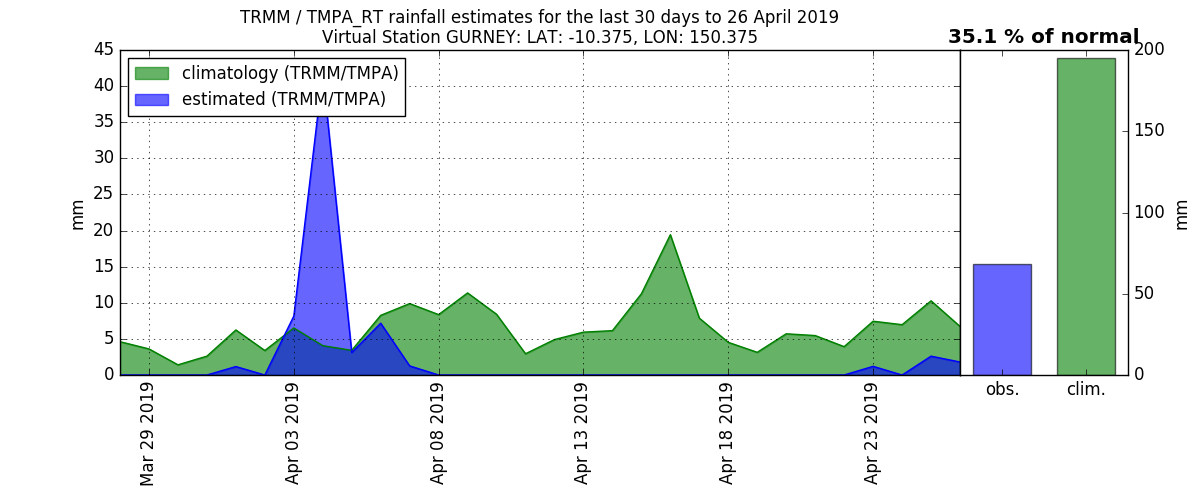 TRMM / TMPA_RT rainfall estimates for the last 30 days to 26 April 2019
Virtual Station GURNEY: LAT: -10.375, LON: 150.375
35.1 % of normal
climatology (TRMM/TMPA)
estimated (TRMM/TMPA)
45
40
35
30
25
20
15
10
5
0
mm
Mar 29 2019
Apr 03 2019
Apr 08 2019
Apr 13 2019
Apr 18 2019
Apr 23 2019
obs.
clim.
200
150
100
50
0
mm